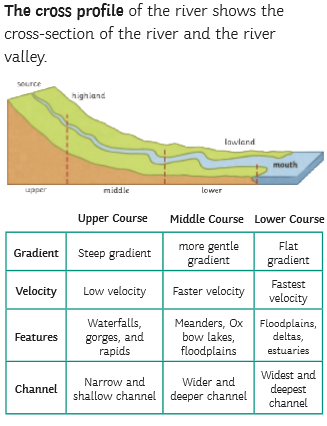 The cross profile of the river shows the
cross-section of the river and the river
valley.
source
highland
lowland
mouth
upper middle lower
Upper Course Middle Course Lower Course
Gradient Steep gradient more gentle gradient Flat gradient
Velocity Low velocity Faster velocity Fastest velocity
Features Waterfalls, gorges, and rapids Meanders, Ox bow lakes, floodplains Floodplains, deltas, estuaries
Channel Narrow and shallow channel Wider and deeper channel Widest and deepest channel